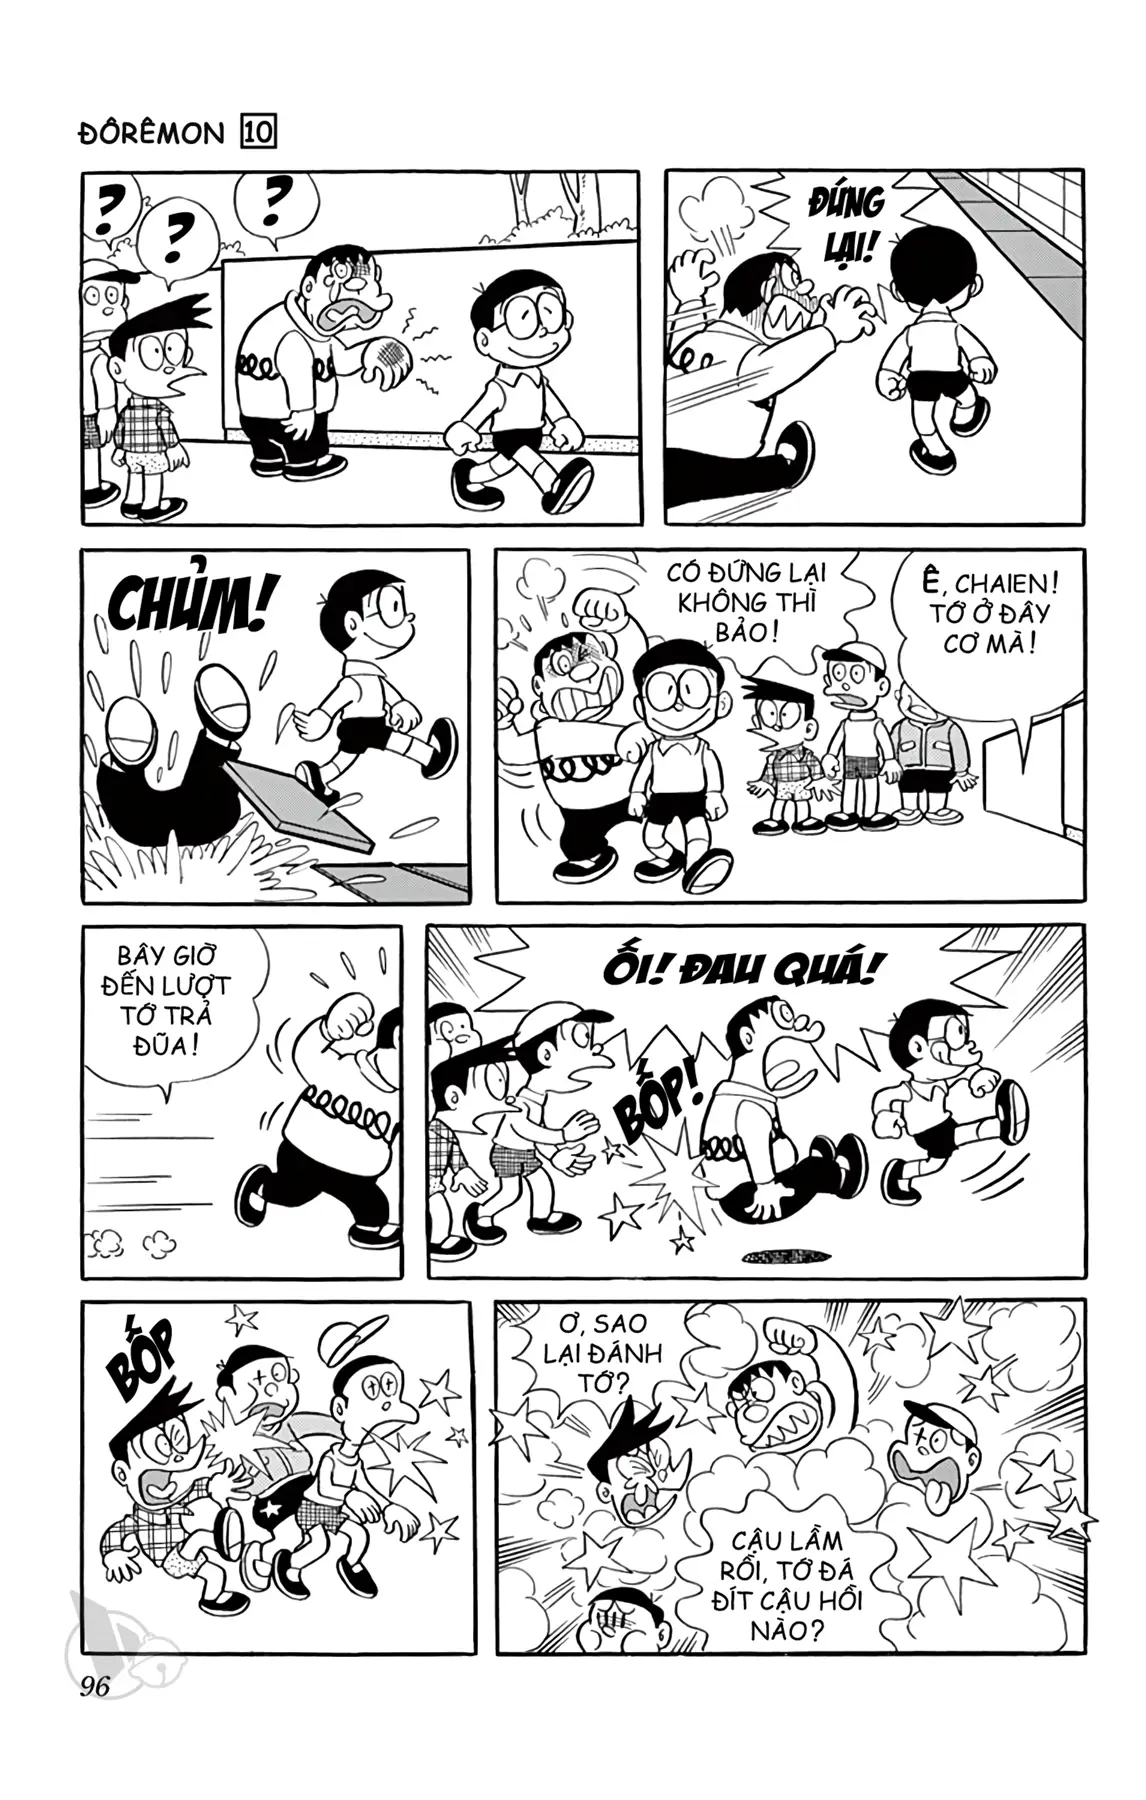 ĐÔRÊMON 10
?
?
?
ĐỨNG
LẠI!
CHỦM!
CÓ ĐỨNG LẠI
KHÔNG THÌ
BẢO!
Ê, CHAIEN!
TỚ Ở ĐÂY
CƠ MÀ!
BÂY GIỜ
ĐẾN LƯỢT
TỚ TRẢ
ĐŨA!
ỐI! ĐAU QUÁ!
BỐP!
BỐP
Ơ, SAO
LẠI ĐÁNH
TỚ?
CẬU LẦM
RỒI, TỚ ĐÁ
ĐÍT CẬU HỒI
NÀO?
96